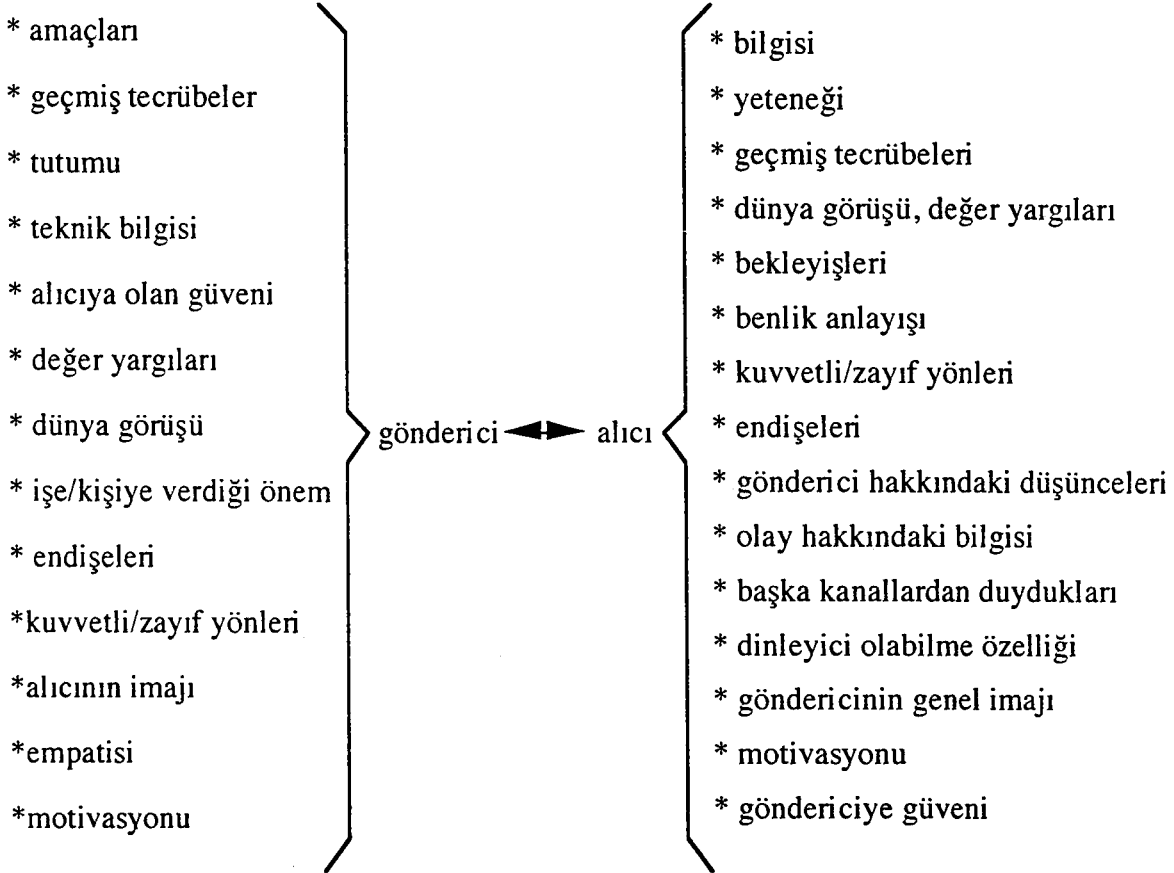 * amaçları
* geçmiş tecrübeler
* tutumu
* teknik bilgisi
* alıcıya olan güveni
* değer yargıları
* dünya görüşü
* işe/kişiye verdiği önem
* endişeleri
*kuvvetli/zayıf yönleri
*alıcının imajı
*empatisi
*motivasyonu
gönderici
alıcı
* bilgisi
* yeteneği
* geçmiş tecrübeleri
* dünya görüşü, değer yargıları
* bekleyişleri
* benlik anlayışı
* kuvvetli/zayıf yönleri
* endişeleri
* gönderici hakkındaki düşünceleri
* olay hakkındaki bilgisi
* başka kanallardan duydukları
* dinleyici olabilme özelliği
* göndericinin genel imajı
* motivasyonu
* göndericiye güveni